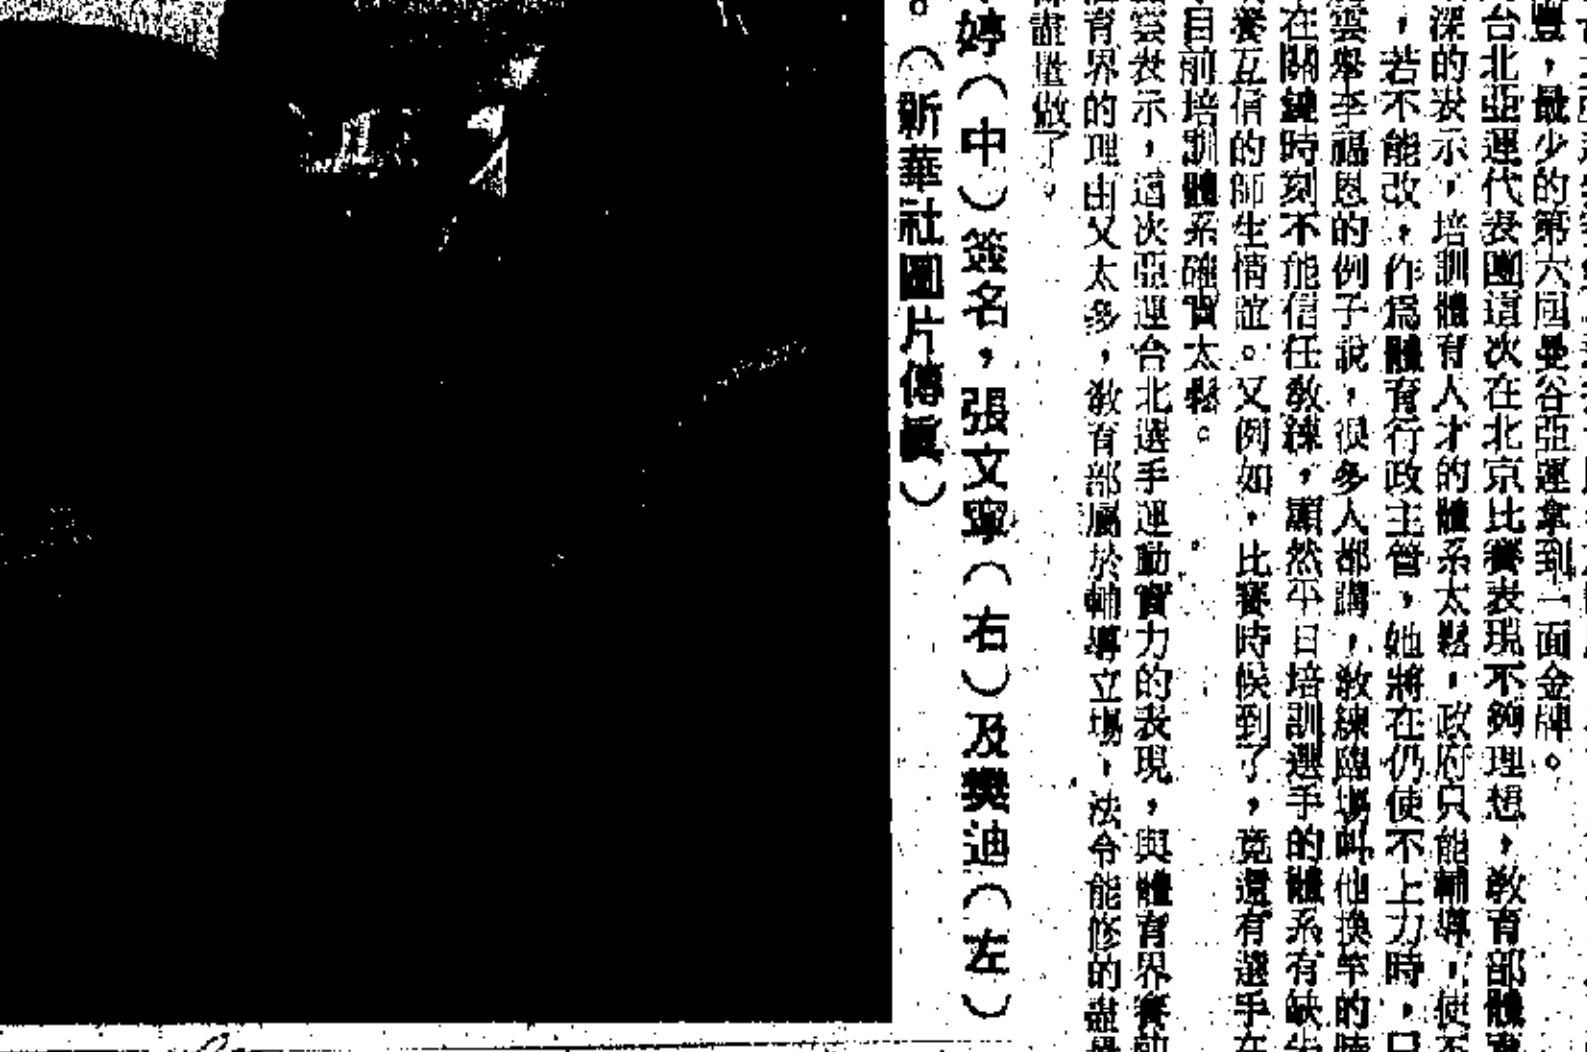 豐，最少的第六屆曼谷亞運拿到一面金牌。
台北亞運代表團這次在北京比賽表現不夠理想，教育部體
深的表示，培訓體育人才的體系太鬆，政府只能輔導，使不
，若不能改，作為體育行政主管，她將在仍使不上力時，只
雲舉李福恩的例子說，很多人都講，教練臨場叫他換竿的時
在關鍵時刻不能信任教練，顯然平日培訓選手的體系有缺失
養互信的師生情誼。又例如，比賽時候到了，竟還有選手在
目前培訓體系確實太鬆。
雲表示，這次亞運台北選手運動實力的表現，與體育界賽前
育界的理由又太多，教育部屬於輔導立場，法令能修的盡量
盡量做了。
婷（中）簽名，張文寧（右）及樊迪（左）
。（新華社圖片傳真）